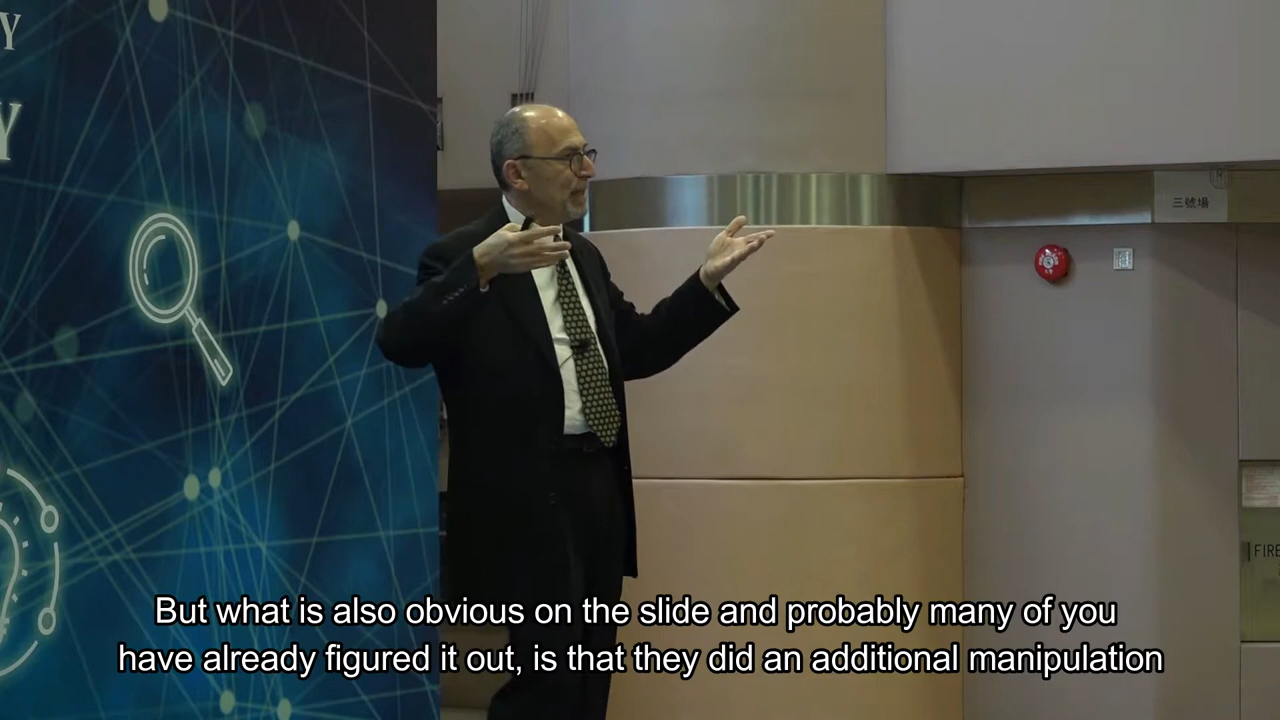 Y
Y
三號場
FIRE
But what is also obvious on the slide and probably many of you
have already figured it out, is that they did an additional manipulation